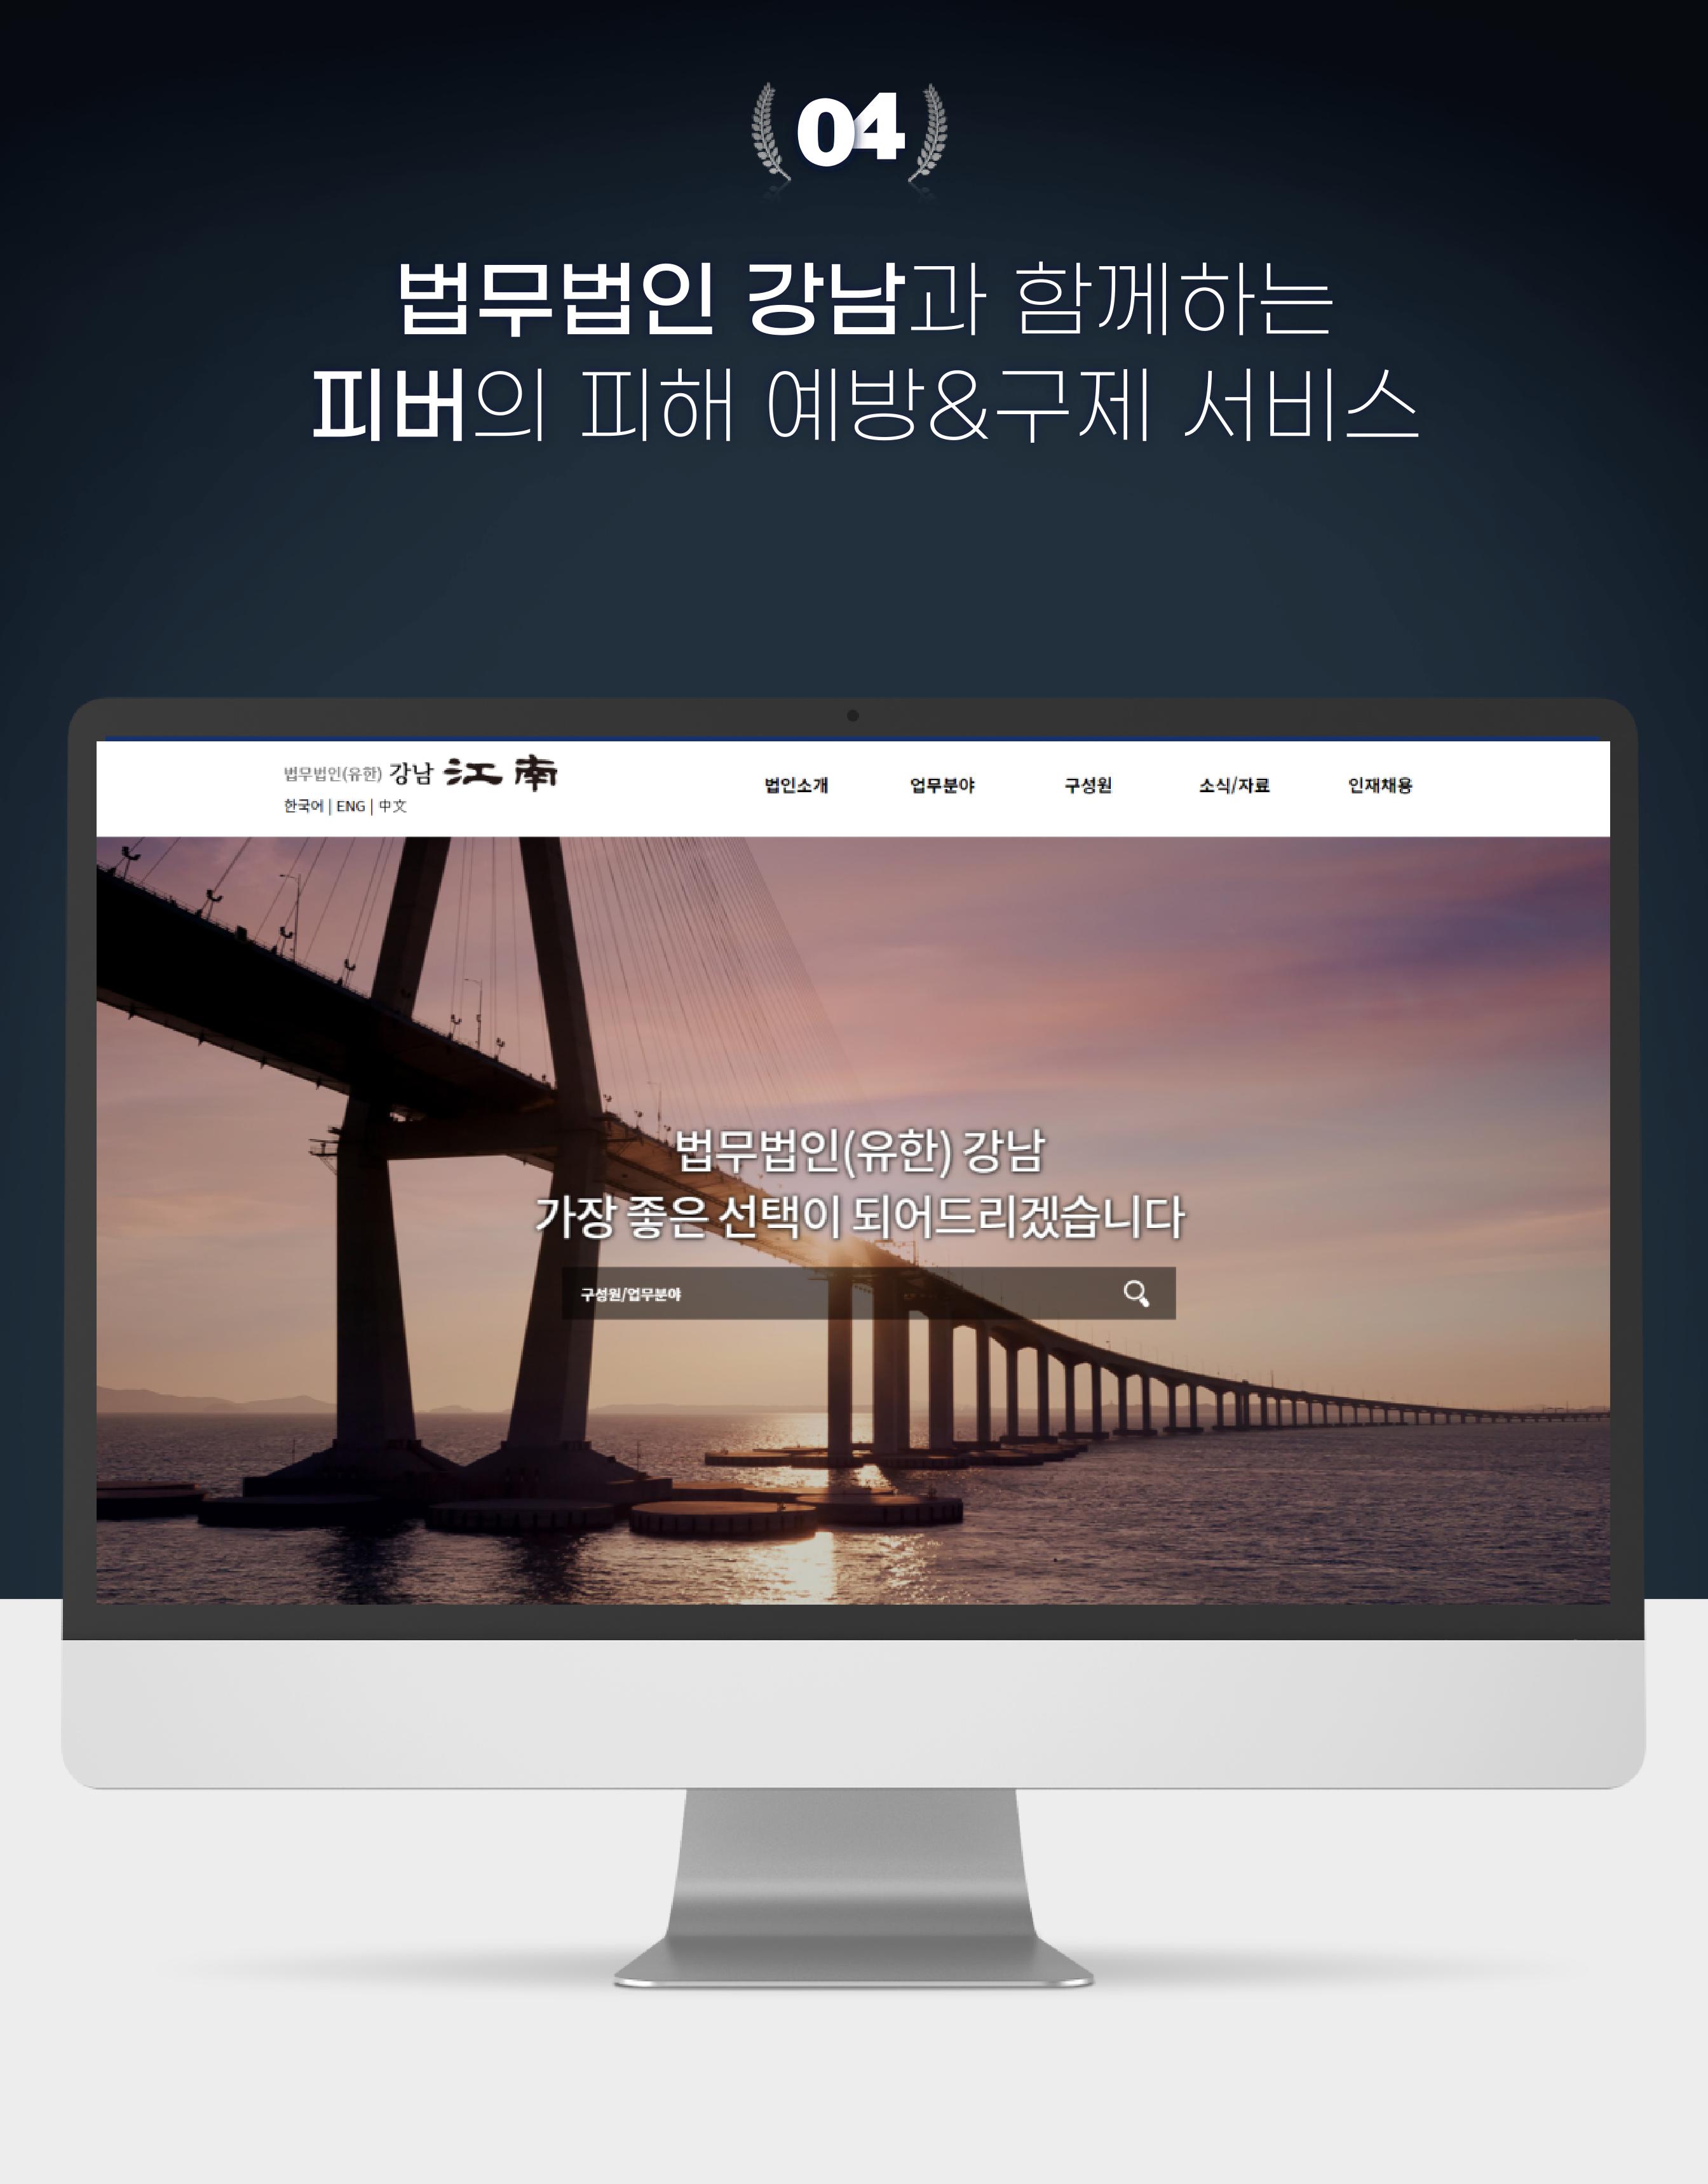 04
법무법인 강남과 함께하는
피버의 피해 예방&구제 서비스
법무법인(유한) 강남 江南
한국어 | ENG | 中文
법인소개 업무분야 구성원 소식/자료 인재채용
법무법인(유한) 강남
가장 좋은 선택이 되어드리겠습니다
구성원/업무분야